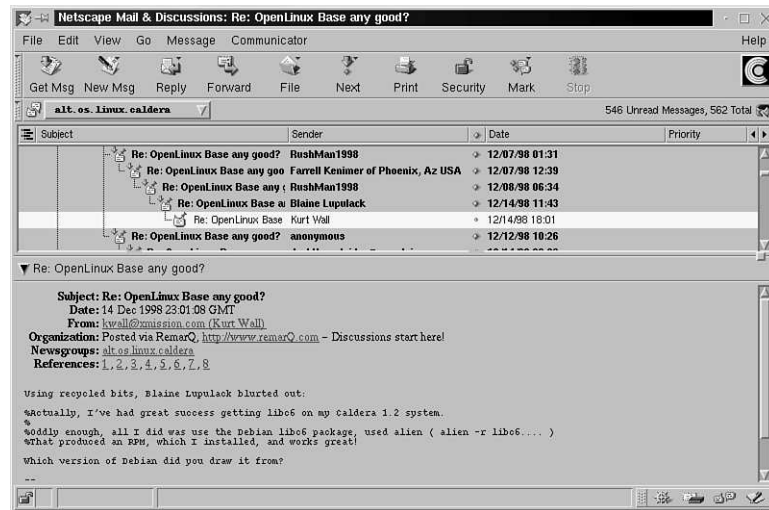 Netscape Mail & Discussions: Re: OpenLinux Base any good?
File Edit View Go Message Communicator Help
Get Msg New Msg Reply Forward File Next Print Security Mark Stop
alt.os.linux.caldera 546 Unread Messages, 562 Total
Subject Sender Date Priority
Re: OpenLinux Base any good? RushMan1998 12/07/98 01:31
Re: OpenLinux Base any goo Farrell Kenimer of Phoenix, Az USA 12/07/98 12:39
Re: OpenLinux Base any g RushMan1998 12/08/98 06:34
Re: OpenLinux Base a Blaine Lupulack 12/14/98 11:43
Re: OpenLinux Base Kurt Wall 12/14/98 18:01
Re: OpenLinux Base any good? anonymous 12/12/98 10:26
Re: OpenLinux Base any good?
Subject: Re: OpenLinux Base any good?
Date: 14 Dec 1998 23:01:08 GMT
From: kwall@xmission.com (Kurt Wall)
Organization: Posted via RemarQ, http://www.remarQ.com - Discussions start here!
Newsgroups: alt.os.linux.caldera
References: 1, 2, 3, 4, 5, 6, 7, 8
Using recycled bits, Blaine Lupulack blurted out:
%Actually, I've had great success getting libc6 on my Caldera 1.2 system.
%
%Oddly enough, all I did was use the Debian libc6 package, used alien ( alien -r libc6.... )
%That produced an RPM, which I installed, and works great!
Which version of Debian did you draw it from?
--